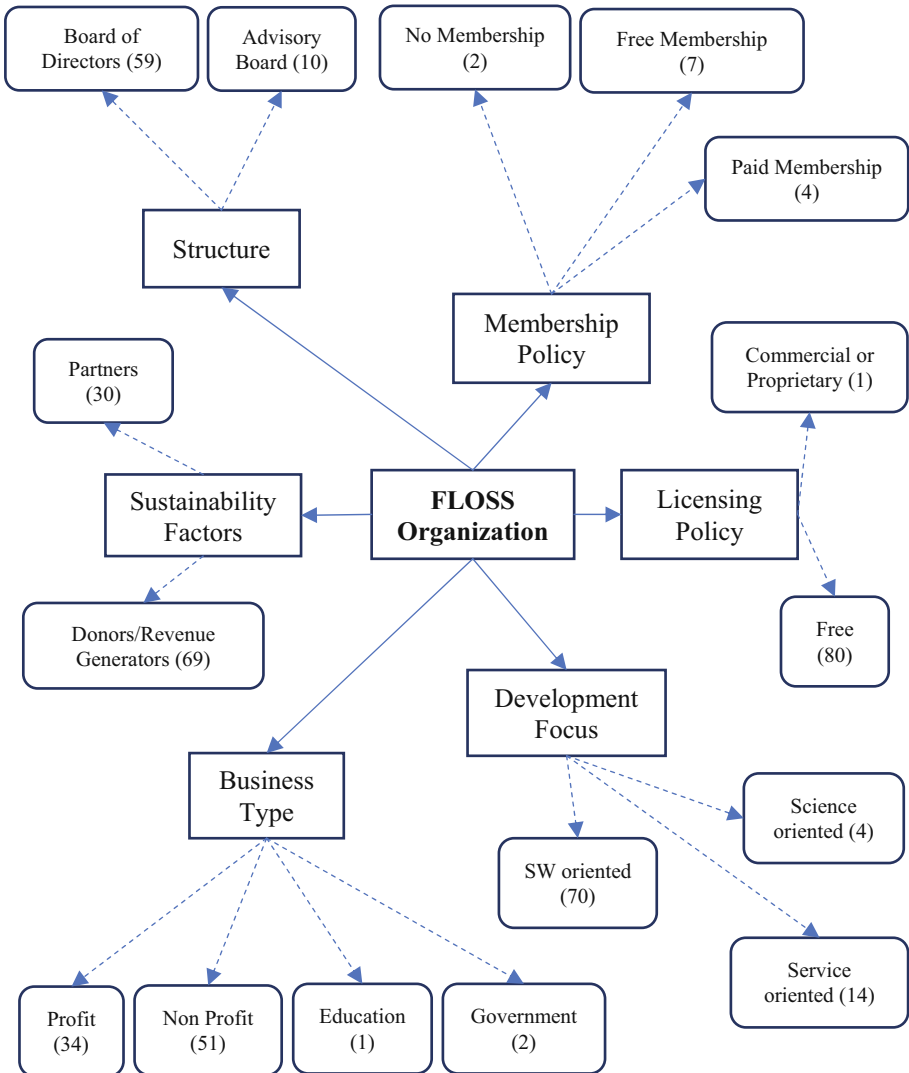 Board of
Directors (59)
Advisory
Board (10)
No Membership
(2)
Free Membership
(7)
Paid Membership
(4)
Structure
Membership
Policy
Commercial or
Proprietary (1)
Partners
(30)
Sustainability
Factors
FLOSS
Organization
Licensing
Policy
Donors/Revenue
Generators (69)
Free
(80)
Development
Focus
Business
Type
Science
oriented (4)
SW oriented
(70)
Service
oriented (14)
Profit
(34)
Non Profit
(51)
Education
(1)
Government
(2)